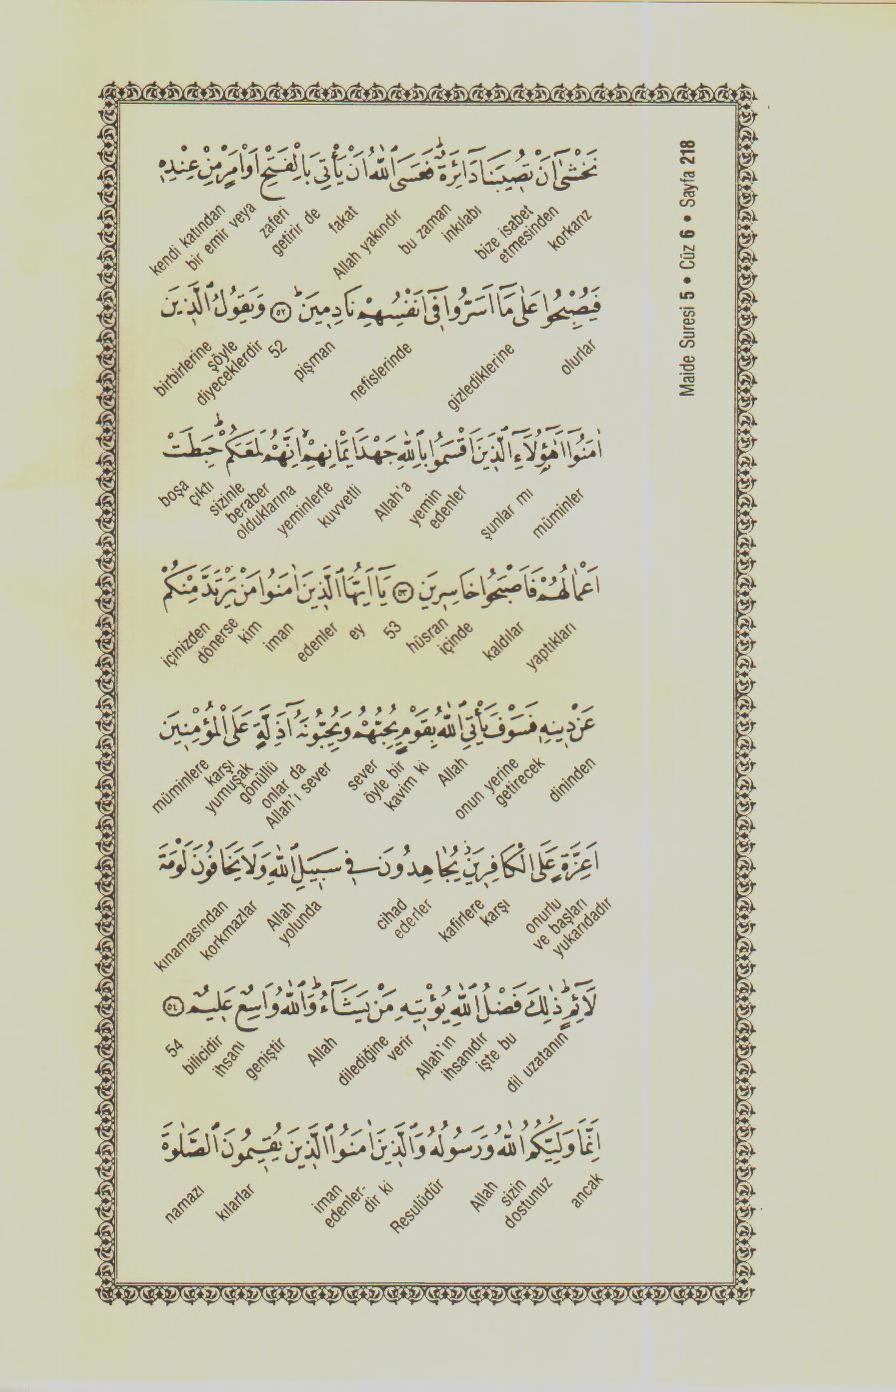 Maide Suresi 5 • Cüz 6 • Sayfa 218
نَخْشٰٓى اَنْ تُصٖيبَنَا دَٓائِرَةٌؕ فَعَسَى اللّٰهُ اَنْ يَأْتِيَ بِالْفَتْحِ اَوْ اَمْرٍ مِنْ عِنْدِهٖ
korkarız bize isabet etmesinden inkılabı bu zaman Allah yakındır fakat getirir de zaferi bir emir veya kendi katından
فَيُصْبِحُوا عَلٰى مَٓا اَسَرُّوا فٖٓي اَنْفُسِهِمْ نَادِمٖينَؕ ﴿٥٢﴾ وَيَقُولُ الَّذٖينَ
olurlar gizlediklerine nefislerinde pişman 52 şöyle diyeceklerdir birbirlerine
اٰمَنُٓوا اَهٰٓؤُ۬لَٓاءِ الَّذٖينَ اَقْسَمُوا بِاللّٰهِ جَهْدَ اَيْمَانِهِمْۙ اِنَّهُمْ لَمَعَكُمْؕ حَبِطَتْ
müminler şunlar mı yemin edenler Allah'a kuvvetli yeminlerle sizinle beraber olduklarına boşa çıktı
اَعْمَالُهُمْ فَاَصْبَحُوا خَاسِرٖينَ ﴿٥٣﴾ يَٓا اَيُّهَا الَّذٖينَ اٰمَنُوا مَنْ يَرْتَدَّ مِنْكُمْ
yaptıkları kaldılar hüsran içinde 53 ey iman edenler kim dönerse içinizden
عَنْ دٖينِهٖ فَسَوْفَ يَأْتِي اللّٰهُ بِقَوْمٍ يُحِبُّهُمْ وَيُحِبُّونَهُٓ اَذِلَّةٍ عَلَى الْمُؤْمِنٖينَ
dininden onun yerine getirecek Allah öyle bir kavim ki sever onlar da Allah'ı sever yumuşak gönüllü müminlere karşı
اَعِزَّةٍ عَلَى الْكَافِرٖينَؗ يُجَاهِدُونَ فٖي سَبٖيلِ اللّٰهِ وَلَا يَخَافُونَ لَوْمَةَ
onurlu ve başları yukarıdadır kafirlere karşı cihad ederler Allah yolunda korkmazlar kınamasından
لَٓائِمٍؕ ذٰلِكَ فَضْلُ اللّٰهِ يُؤْتٖيهِ مَنْ يَشَٓاءُؕ وَاللّٰهُ وَاسِعٌ عَلٖيمٌ ﴿٥٤﴾
dil uzatanın işte bu Allah'ın ihsanıdır verir dilediğine Allah ihsanı geniştir bilicidir 54
اِنَّمَا وَلِيُّكُمُ اللّٰهُ وَرَسُولُهُ وَالَّذٖينَ اٰمَنُوا الَّذٖينَ يُقٖيمُونَ الصَّلٰوةَ
ancak sizin dostunuz Allah Resulüdür iman edenler- dir ki kılarlar namazı